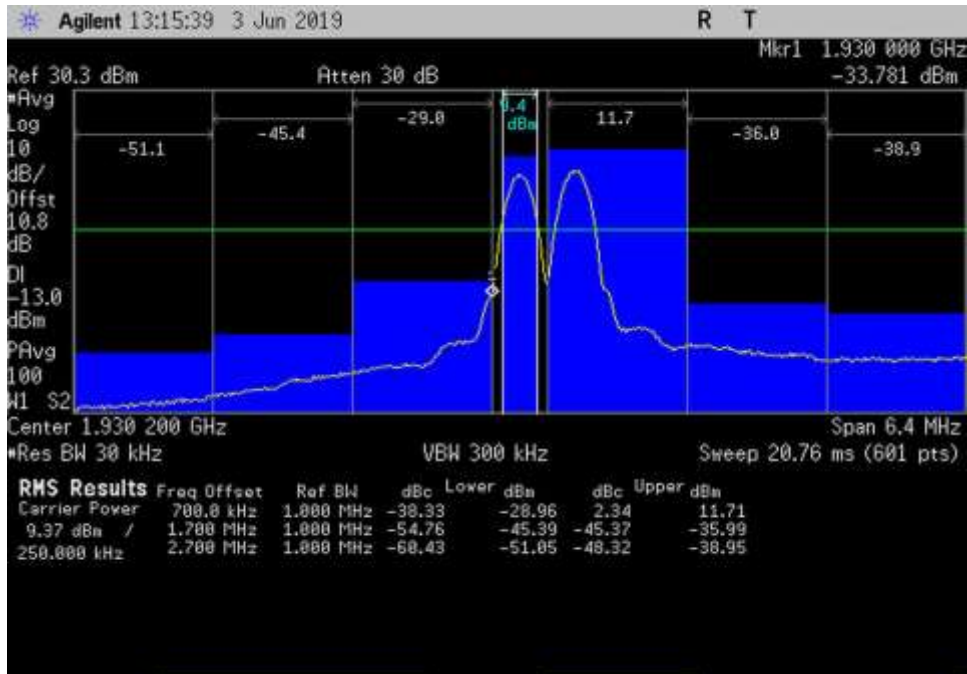 Agilent 13:15:39 3 Jun 2019 R T
Mkr1 1.930 000 GHz
Ref 30.3 dBm Atten 30 dB -33.781 dBm
#Avg
Log
10
dB/
Offst
10.8
dB
DI
-13.0
dBm
PAvg
100
W1 S2
-51.1 -45.4 -29.0 9.4 dBm 11.7 -36.0 -38.9
Center 1.930 200 GHz Span 6.4 MHz
#Res BW 30 kHz VBW 300 kHz Sweep 20.76 ms (601 pts)
RMS Results Freq Offset Ref BW dBc Lower dBm dBc Upper dBm
Carrier Power 700.0 kHz 1.000 MHz -38.33 -28.96 2.34 11.71
9.37 dBm / 1.700 MHz 1.000 MHz -54.76 -45.39 -45.37 -35.99
250.000 kHz 2.700 MHz 1.000 MHz -60.43 -51.05 -48.32 -38.95